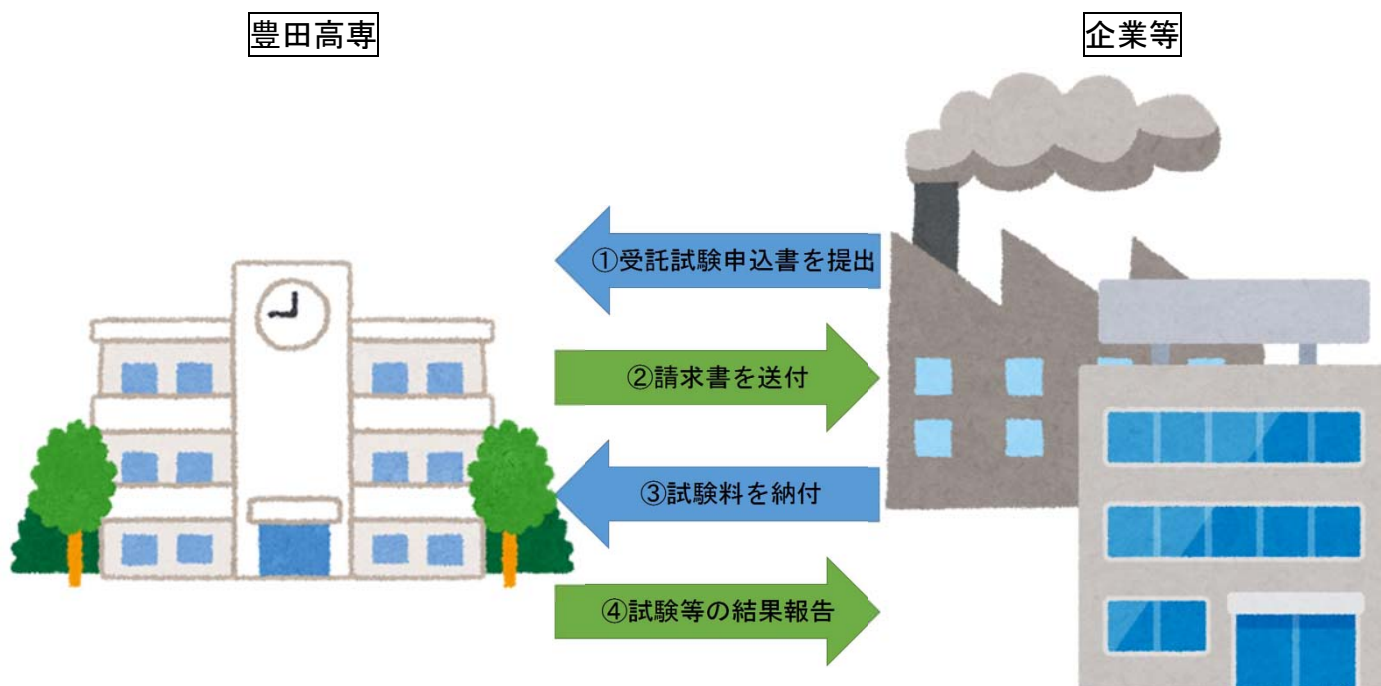 豊田高専
企業等
①受託試験申込書を提出
②請求書を送付
③試験料を納付
④試験等の結果報告